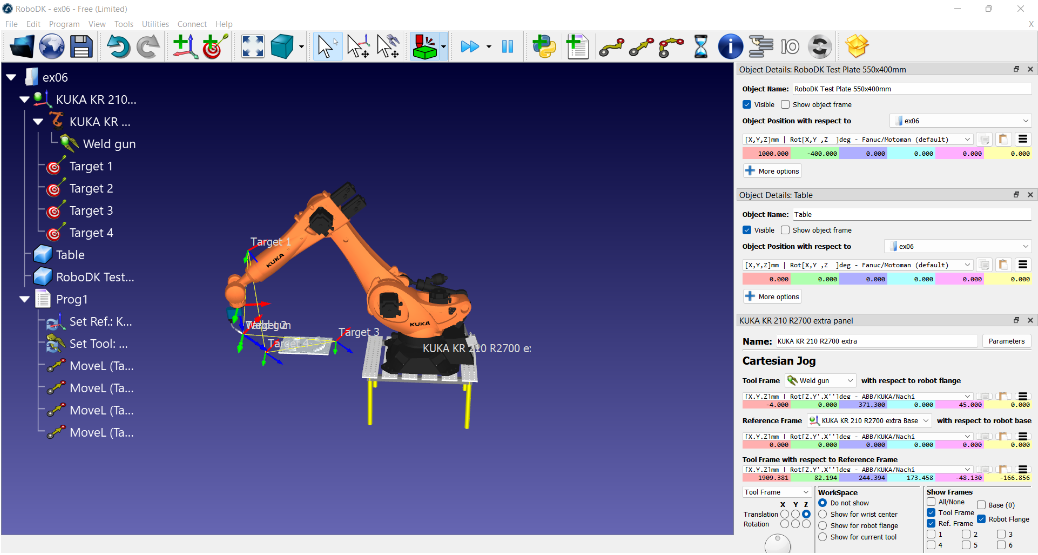 RoboDK - ex06 - Free (Limited)
File Edit Program View Tools Utilities Connect Help
ex06
KUKA KR 210...
KUKA KR ...
Weld gun
Target 1
Target 2
Target 3
Target 4
Table
RoboDK Test...
Prog1
Set Ref.: K...
Set Tool: ...
MoveL (Ta...
MoveL (Ta...
MoveL (Ta...
MoveL (Ta...
Target 1
KUKA
Target 3
KUKA
KUKA KR 210 R2700 e:
Object Details: RoboDK Test Plate 550x400mm
Object Name: RoboDK Test Plate 550x400mm
Visible Show object frame
Object Position with respect to ex06
[X,Y,Z]mm | Rot[X,Y ,Z ]deg - Fanuc/Motoman (default)
1000.000 -400.000 0.000 0.000 0.000 0.000
More options
Object Details: Table
Object Name: Table
Visible Show object frame
Object Position with respect to ex06
[X,Y,Z]mm | Rot[X,Y ,Z ]deg - Fanuc/Motoman (default)
0.000 0.000 0.000 0.000 0.000 0.000
More options
KUKA KR 210 R2700 extra panel
Name: KUKA KR 210 R2700 extra Parameters
Cartesian Jog
Tool Frame Weld gun with respect to robot flange
[X,Y,Z]mm | Rot[Z,Y',X'']deg - ABB/KUKA/Nachi
4.000 0.000 371.300 0.000 45.000 0.000
Reference Frame KUKA KR 210 R2700 extra Base with respect to robot base
[X,Y,Z]mm | Rot[Z,Y',X'']deg - ABB/KUKA/Nachi
0.000 0.000 0.000 0.000 0.000 0.000
Tool Frame with respect to Reference Frame
[X,Y,Z]mm | Rot[Z,Y',X'']deg - ABB/KUKA/Nachi
1909.381 82.194 244.394 173.458 -48.130 -166.856
Tool Frame
X Y Z
Translation
Rotation
WorkSpace
Do not show
Show for wrist center
Show for robot flange
Show for current tool
Show Frames
All/None Base (0)
Tool Frame Robot Flange
Ref. Frame
1 2 3
4 5 6